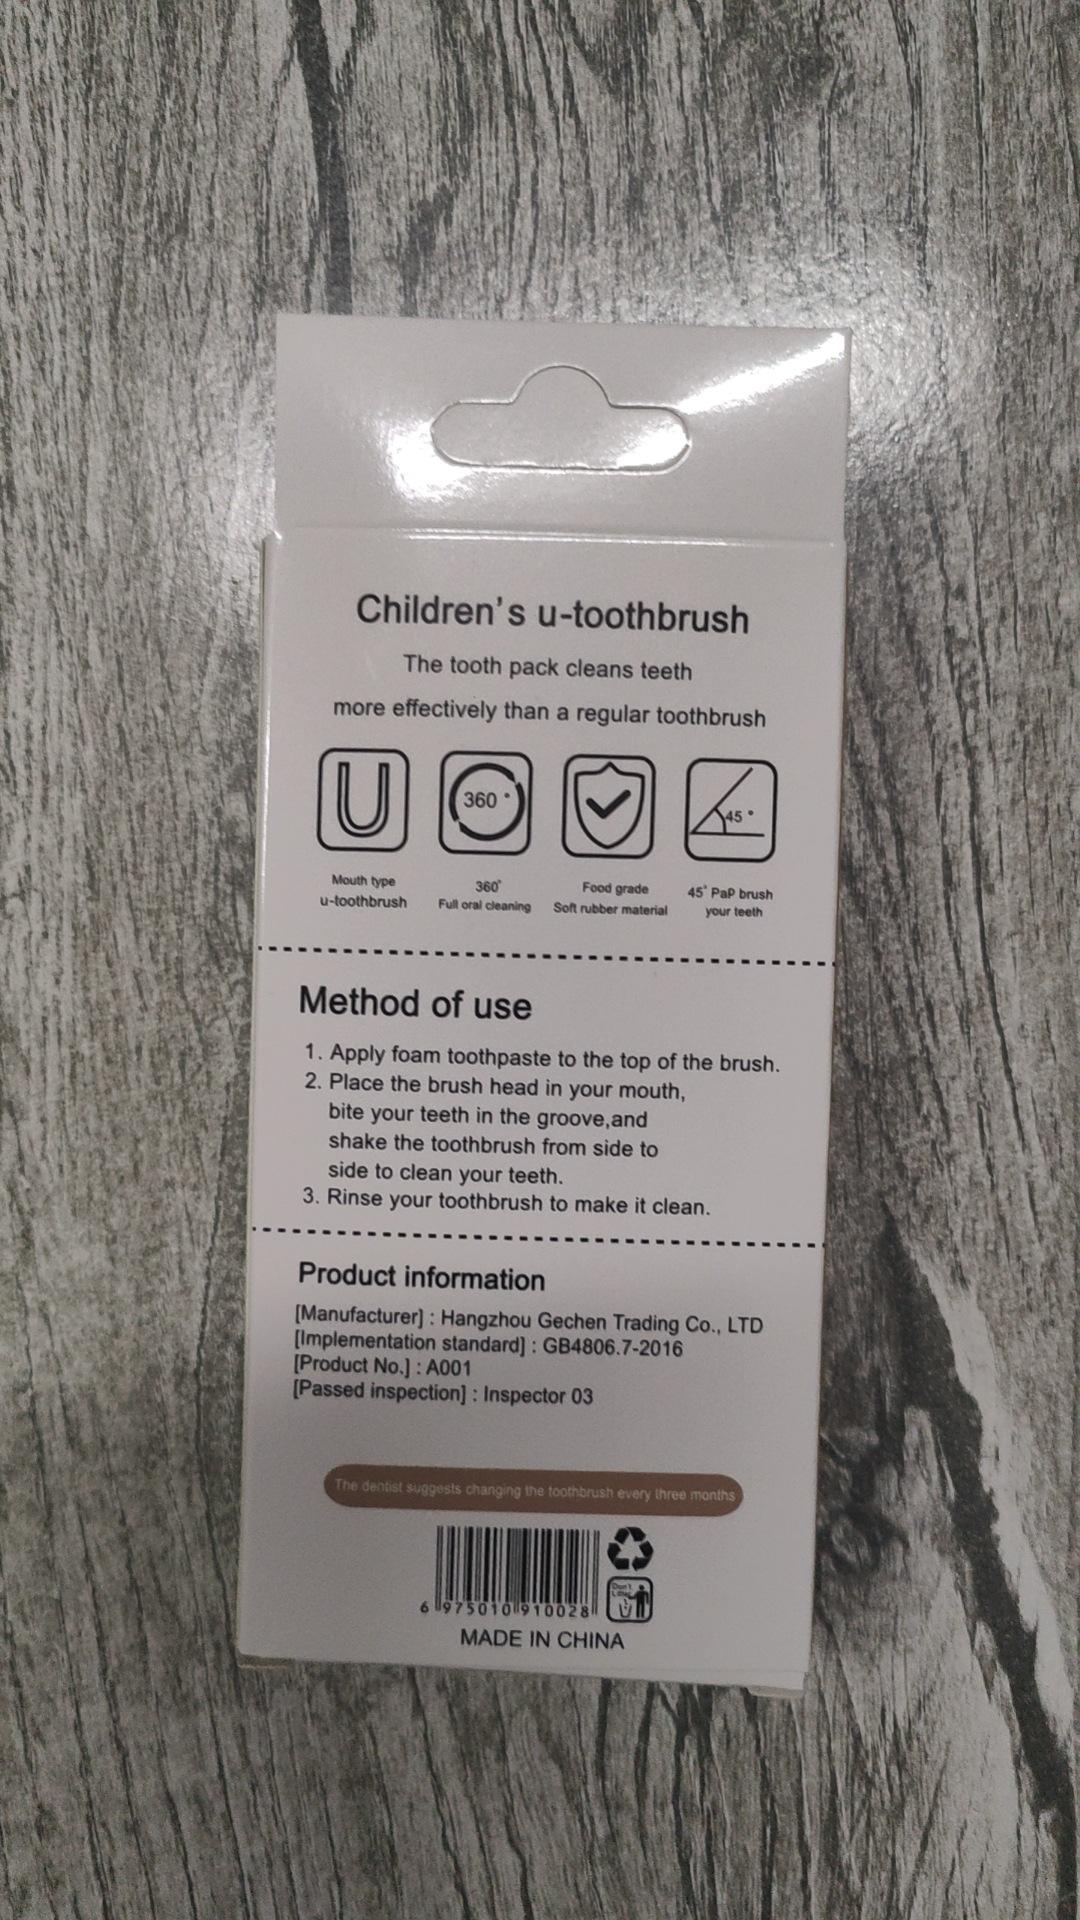 Children's u-toothbrush
The tooth pack cleans teeth
more effectively than a regular toothbrush
U 360° 45°
Mouth type
u-toothbrush
360°
Full oral cleaning
Food grade
Soft rubber material
45° PaP brush
your teeth
Method of use
1. Apply foam toothpaste to the top of the brush.
2. Place the brush head in your mouth,
bite your teeth in the groove,and
shake the toothbrush from side to
side to clean your teeth.
3. Rinse your toothbrush to make it clean.
Product information
[Manufacturer] : Hangzhou Gechen Trading Co., LTD
[Implementation standard] : GB4806.7-2016
[Product No.] : A001
[Passed inspection] : Inspector 03
The dentist suggests changing the toothbrush every three months
Don't
Litter
6 975010 910028
MADE IN CHINA